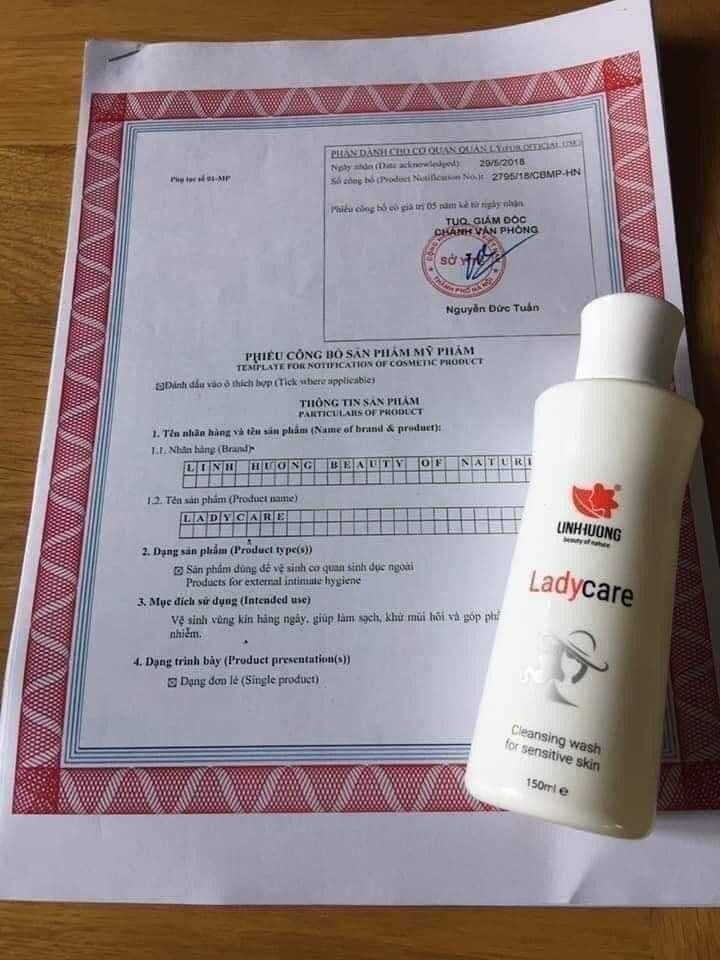 Phụ lục số 01-MP
PHẦN DÀNH CHO CƠ QUAN QUẢN LÝ (FOR OFFICIAL USE)
Ngày nhận (Date acknowledged): 29/5/2018
Số công bố (Product Notification No.): 2795/18/CBMP-HN
Phiếu công bố có giá trị 05 năm kể từ ngày nhận.
TUQ. GIÁM ĐỐC
CHÁNH VĂN PHÒNG
SỞ Y TẾ
THÀNH PHỐ HÀ NỘI
Nguyễn Đức Tuấn
PHIẾU CÔNG BỐ SẢN PHẨM MỸ PHẨM
TEMPLATE FOR NOTIFICATION OF COSMETIC PRODUCT
☒Đánh dấu vào ô thích hợp (Tick where applicable)
THÔNG TIN SẢN PHẨM
PARTICULARS OF PRODUCT
1. Tên nhãn hàng và tên sản phẩm (Name of brand & product):
1.1. Nhãn hàng (Brand)
LINH HUONG BEAUTY OF NATURE
1.2. Tên sản phẩm (Product name)
LADYCARE
2. Dạng sản phẩm (Product type(s))
☒ Sản phẩm dùng để vệ sinh cơ quan sinh dục ngoài
Products for external intimate hygiene
3. Mục đích sử dụng (Intended use)
Vệ sinh vùng kín hàng ngày, giúp làm sạch, khử mùi hôi và góp
nhiễm.
4. Dạng trình bày (Product presentation(s))
☒ Dạng đơn lẻ (Single product)
LINH HUONG
beauty of nature
Ladycare
Cleansing wash
for sensitive skin
150ml e